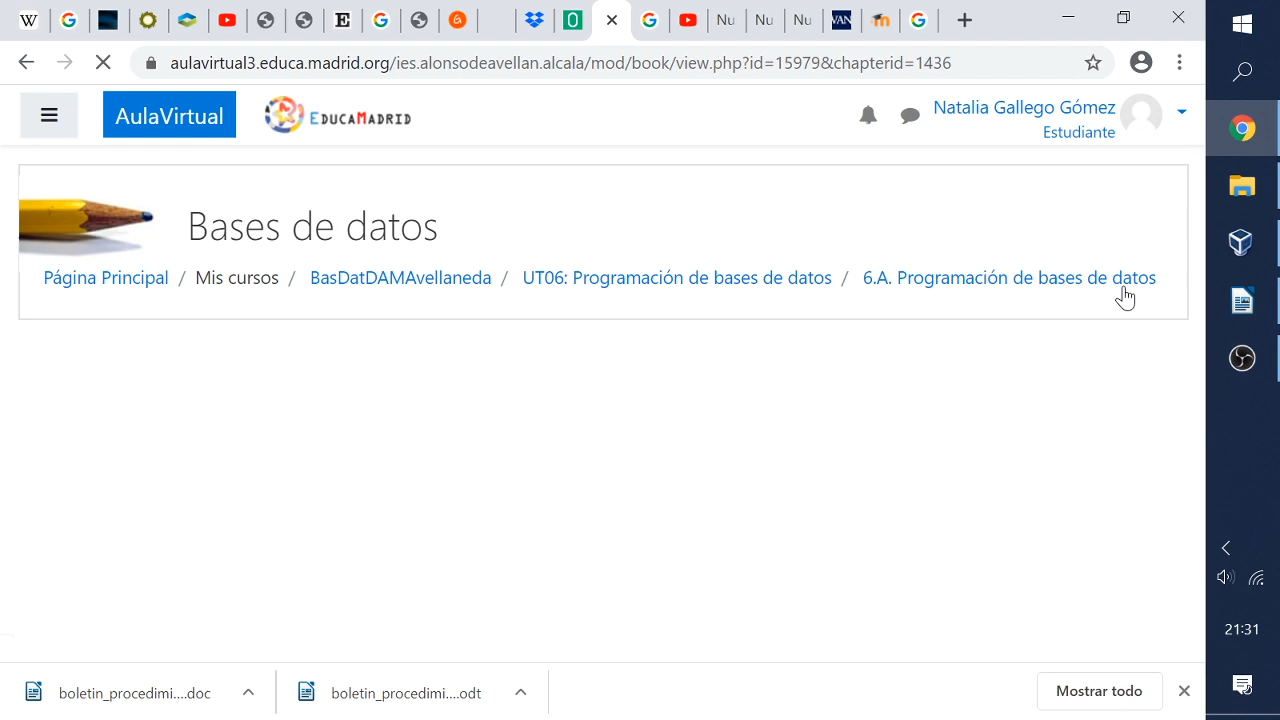 W
E
O
Nu
Nu
Nu
VAN
aulavirtual3.educa.madrid.org/ies.alonsodeavellan.alcala/mod/book/view.php?id=15979&chapterid=1436
AulaVirtual
EDUCAMADRID
Natalia Gallego Gómez
Estudiante
Bases de datos
Página Principal / Mis cursos / BasDatDAMAvellaneda / UT06: Programación de bases de datos / 6.A. Programación de bases de datos
21:31
boletin_procedimi....doc
boletin_procedimi....odt
Mostrar todo